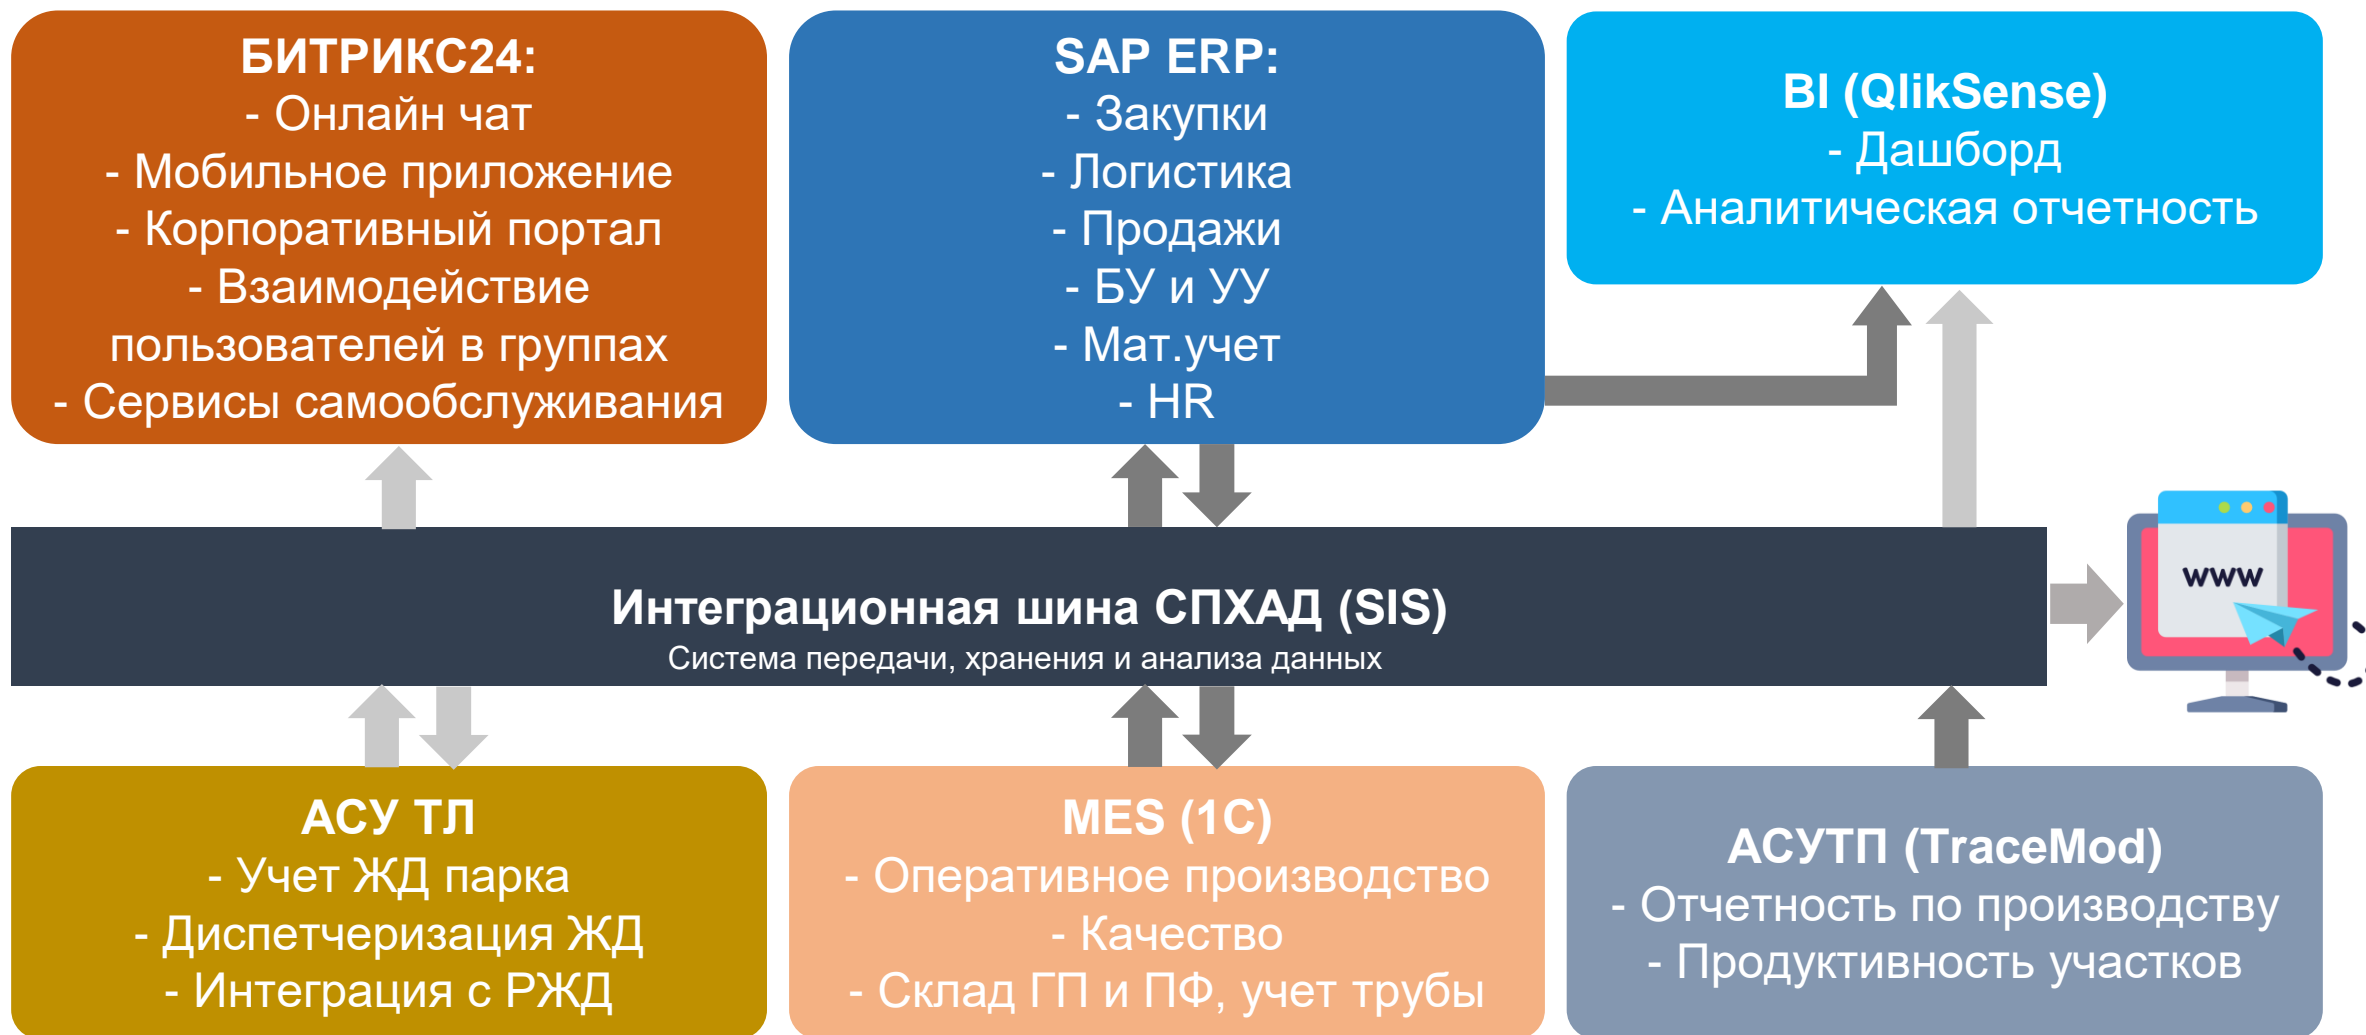 БИТРИКС24:
- Онлайн чат
- Мобильное приложение
- Корпоративный портал
- Взаимодействие
пользователей в группах
- Сервисы самообслуживания
SAP ERP:
- Закупки
- Логистика
- Продажи
- БУ и УУ
- Мат.учет
- HR
BI (QlikSense)
- Дашборд
- Аналитическая отчетность
Интеграционная шина СПХАД (SIS)
Система передачи, хранения и анализа данных
www
АСУ ТЛ
- Учет ЖД парка
- Диспетчеризация ЖД
- Интеграция с РЖД
MES (1C)
- Оперативное производство
- Качество
- Склад ГП и ПФ, учет трубы
АСУТП (TraceMod)
- Отчетность по производству
- Продуктивность участков